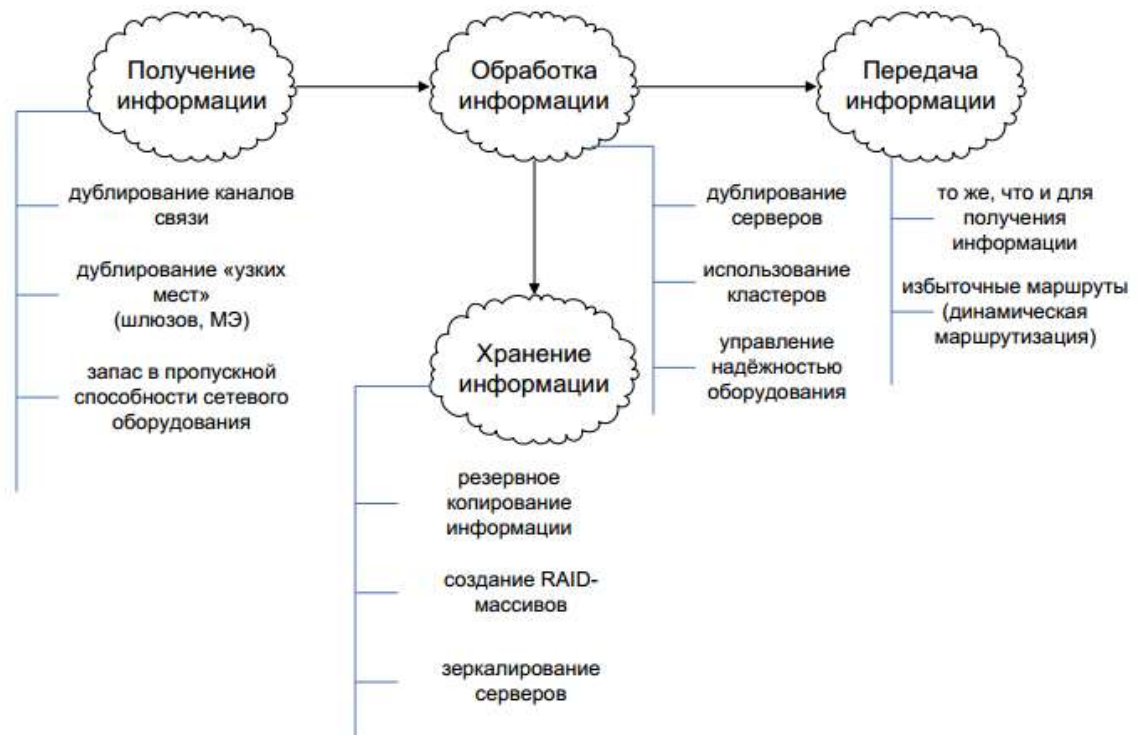 Получение
информации
Обработка
информации
Передача
информации
дублирование каналов
связи
дублирование «узких
мест»
(шлюзов, МЭ)
запас в пропускной
способности сетевого
оборудования
дублирование
серверов
использование
кластеров
управление
надёжностью
оборудования
то же, что и для
получения
информации
избыточные маршруты
(динамическая
маршрутизация)
Хранение
информации
резервное
копирование
информации
создание RAID-
массивов
зеркалирование
серверов